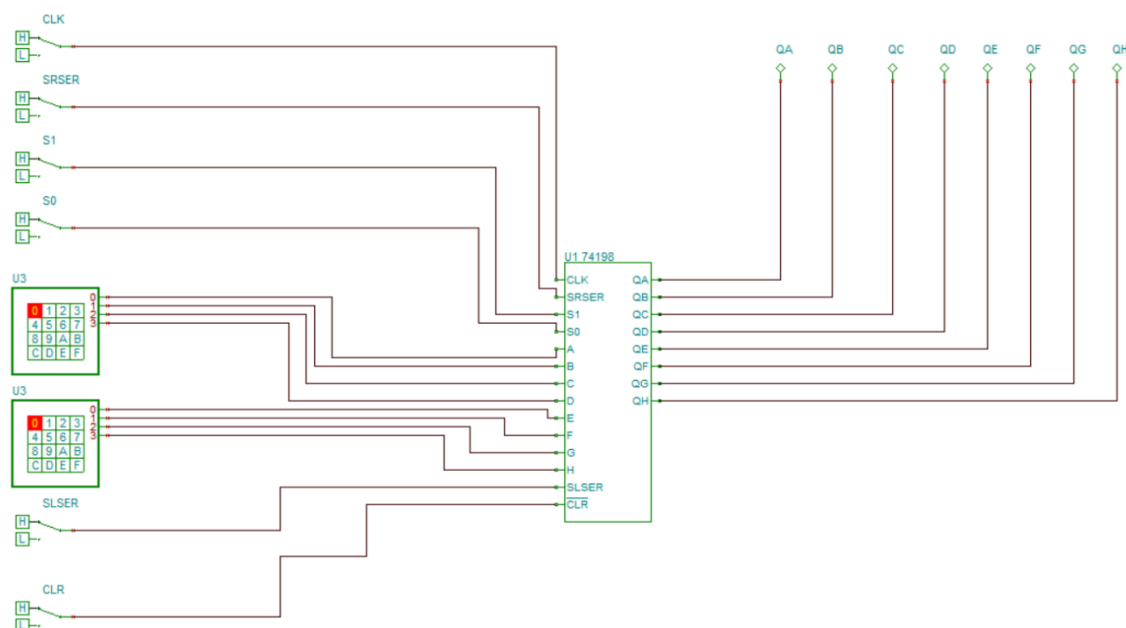 CLK
H
L
SRSER
H
L
S1
H
L
S0
H
L
U3
0 1 2 3
4 5 6 7
8 9 A B
C D E F
0
1
2
3
U3
0 1 2 3
4 5 6 7
8 9 A B
C D E F
0
1
2
3
SLSER
H
L
CLR
H
L
U1 74198
CLK QA
SRSER QB
S1 QC
S0 QD
A QE
B QF
C QG
D QH
E
F
G
H
SLSER
CLR
QA QB QC QD QE QF QG QH